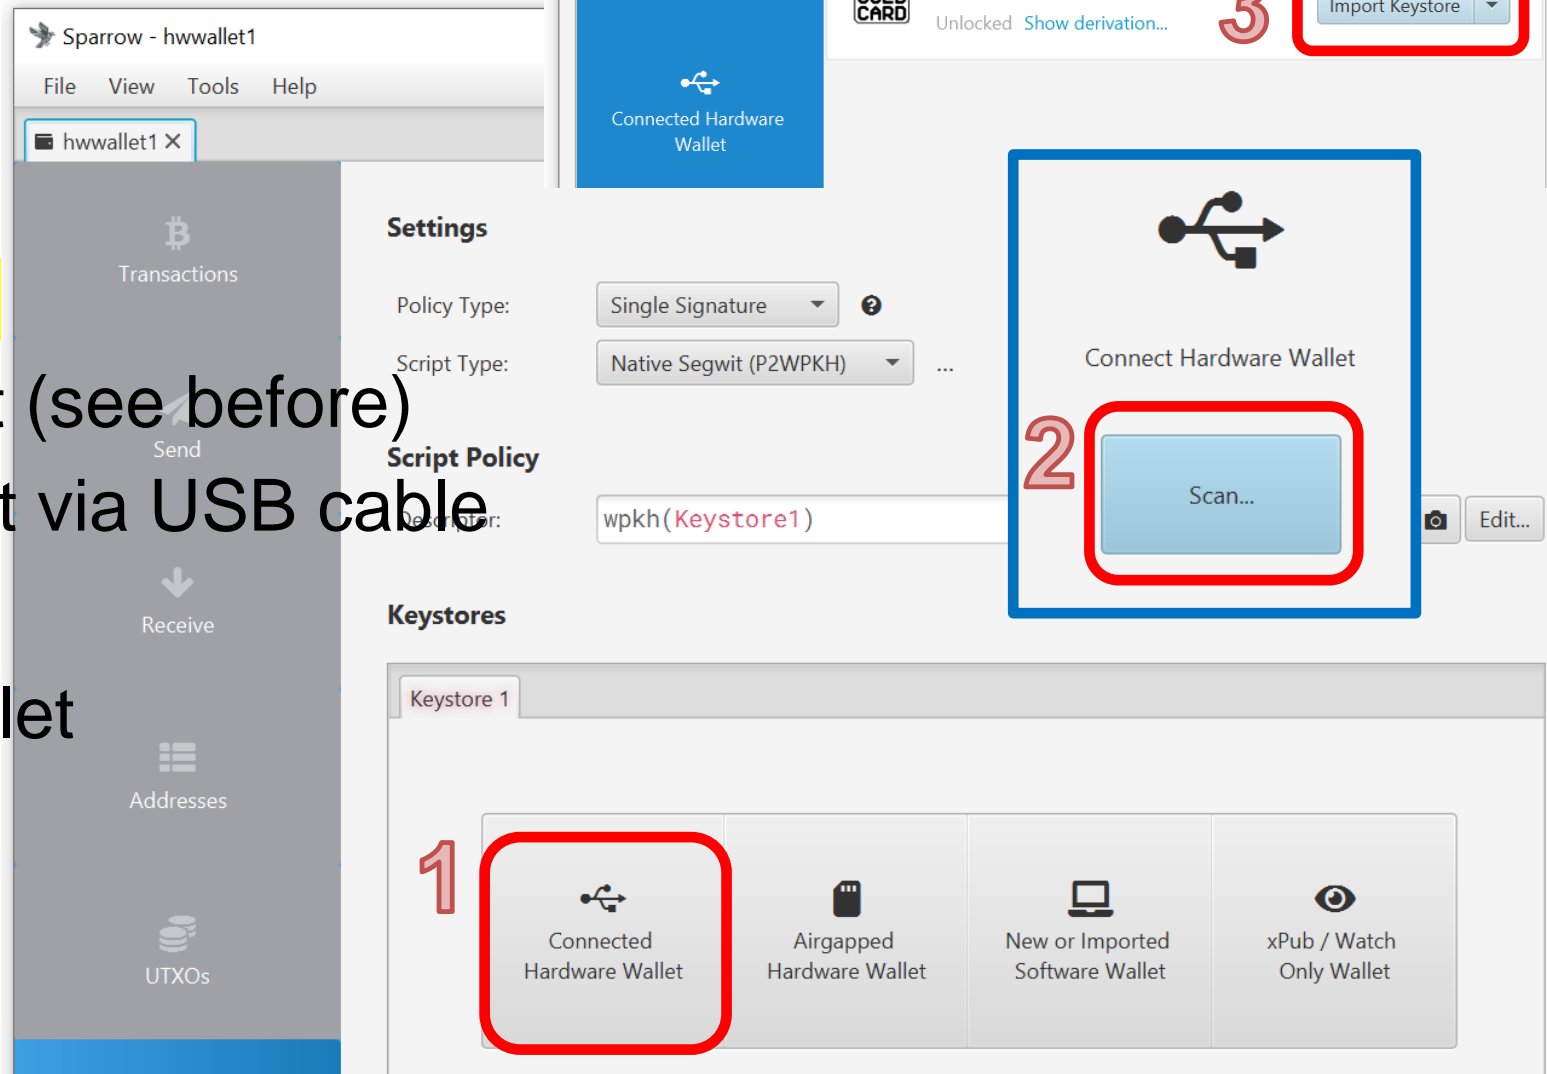 COLD
CARD
Unlocked Show derivation...
3
Import Keystore
Sparrow - hwwallet1
File View Tools Help
hwwallet1
Connected Hardware
Wallet
Transactions
Send
Receive
Addresses
UTXOs
(see before)
t via USB cable
let
Settings
Policy Type: Single Signature
Script Type: Native Segwit (P2WPKH) ...
Script Policy
Descriptor: wpkh(Keystore1)
Edit...
Connect Hardware Wallet
2
Scan...
Keystores
Keystore 1
1
Connected
Hardware Wallet
Airgapped
Hardware Wallet
New or Imported
Software Wallet
xPub / Watch
Only Wallet